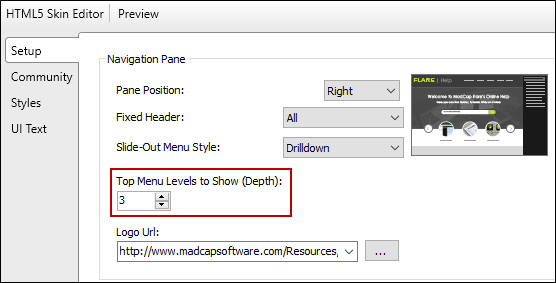 HTML5 Skin Editor Preview
Setup
Community
Styles
UI Text
Navigation Pane
Pane Position: Right
Fixed Header: All
Slide-Out Menu Style: Drilldown
Top Menu Levels to Show (Depth):
3
Logo Url:
http://www.madcapsoftware.com/Resources, ...
FLARE | Help
Welcome to MadCap Flare's Online Help